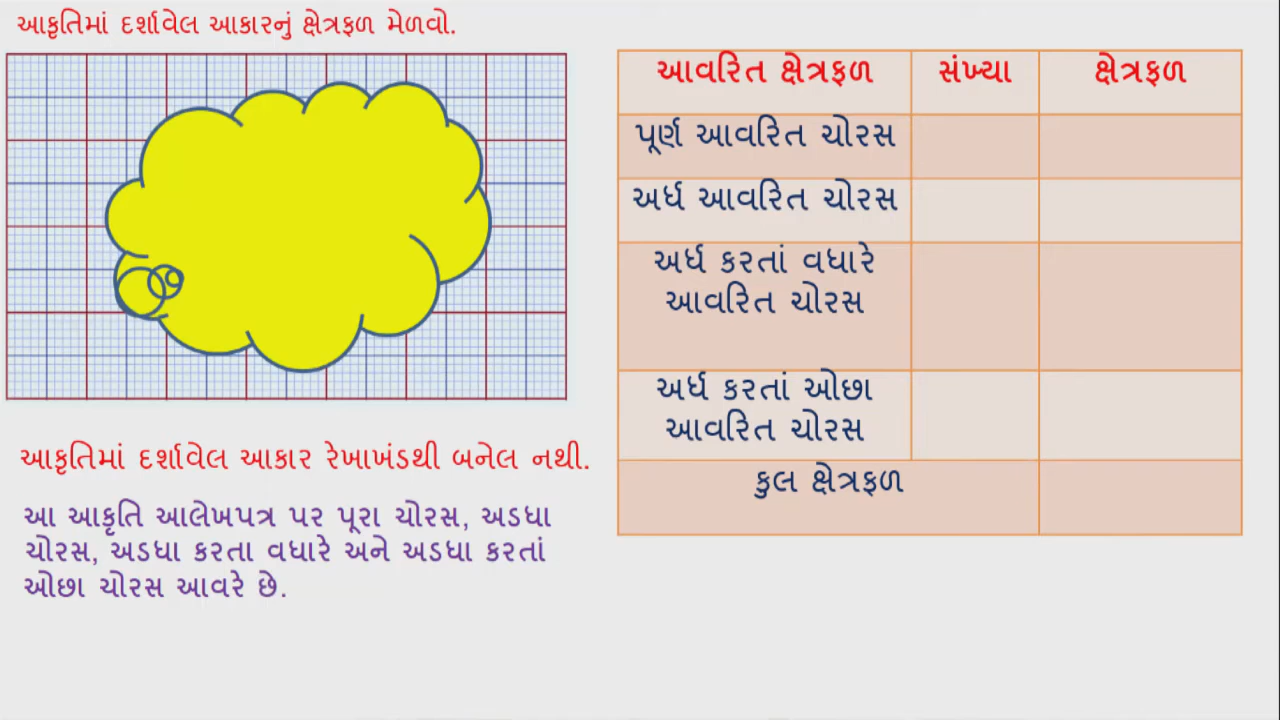 આકૃતિમાં દર્શાવેલ આકારનું ક્ષેત્રફળ મેળવો.
આવરિત ક્ષેત્રફળ સંખ્યા ક્ષેત્રફળ
પૂર્ણ આવરિત ચોરસ
અર્ધ આવરિત ચોરસ
અર્ધ કરતાં વધારે
આવરિત ચોરસ
અર્ધ કરતાં ઓછા
આવરિત ચોરસ
કુલ ક્ષેત્રફળ
આકૃતિમાં દર્શાવેલ આકાર રેખાખંડથી બનેલ નથી.
આ આકૃતિ આલેખપત્ર પર પૂરા ચોરસ, અડધા
ચોરસ, અડધા કરતા વધારે અને અડધા કરતાં
ઓછા ચોરસ આવરે છે.